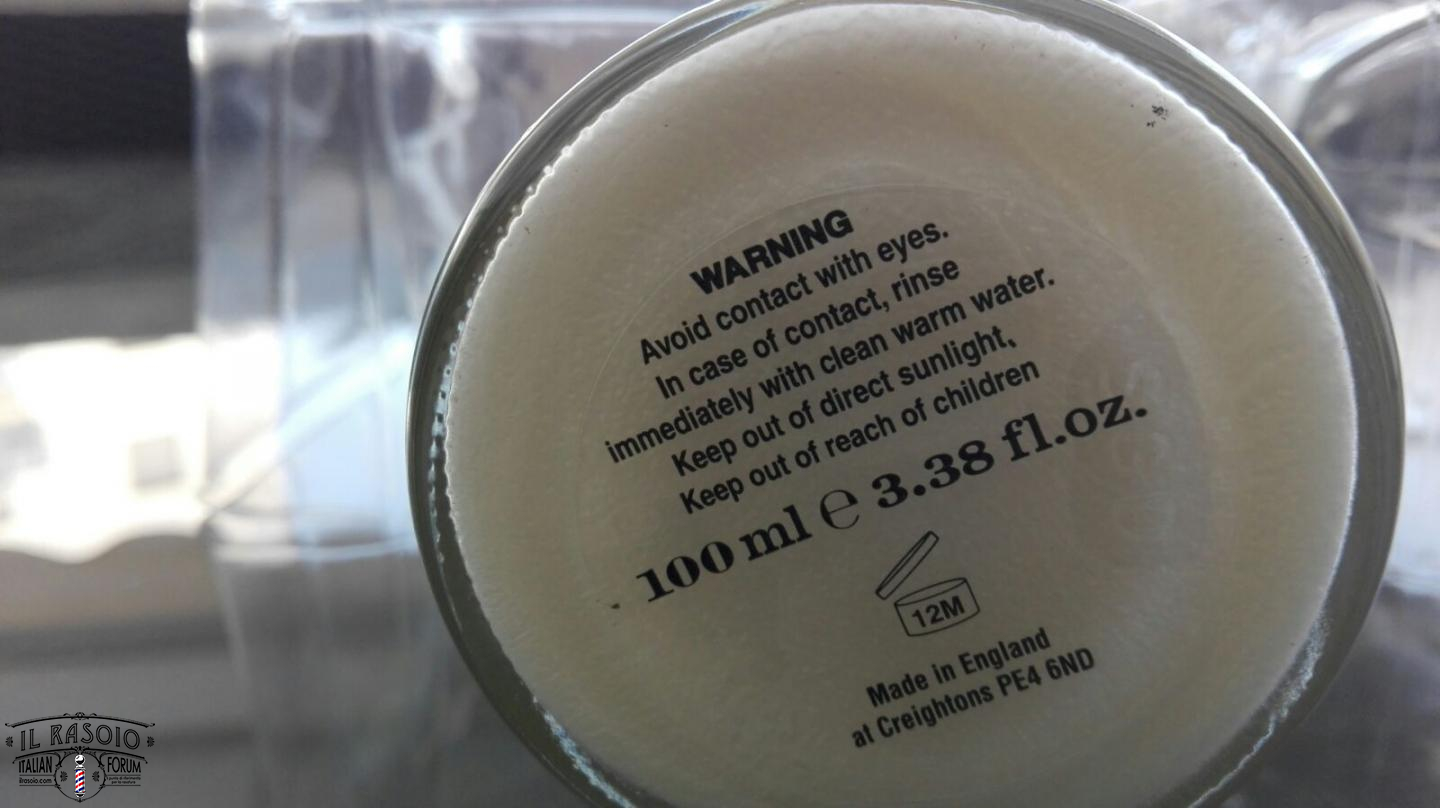 WARNING
Avoid contact with eyes.
In case of contact, rinse
immediately with clean warm water.
Keep out of direct sunlight,
Keep out of reach of children
100 ml ℮ 3.38 fl.oz.
12M
Made in England
at Creightons PE4 6ND
IL RASOIO
ITALIAN FORUM
ilrasoio.com